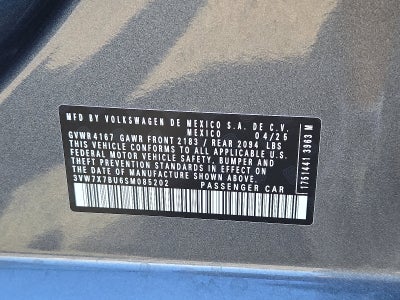 MFD BY VOLKSWAGEN DE MEXICO S.A. DE C.V.
MEXICO 04/25
GVWR 4167 GAWR FRONT 2183 / REAR 2094 LBS
THIS VEHICLE CONFORMS TO ALL APPLICABLE U.S.
FEDERAL MOTOR VEHICLE SAFETY, BUMPER AND
THEFT PREVENTION STANDARDS IN EFFECT ON
THE DATE OF MANUFACTURE SHOWN ABOVE.
3VW7X7BU6SM085202 PASSENGER CAR
17514413963 M